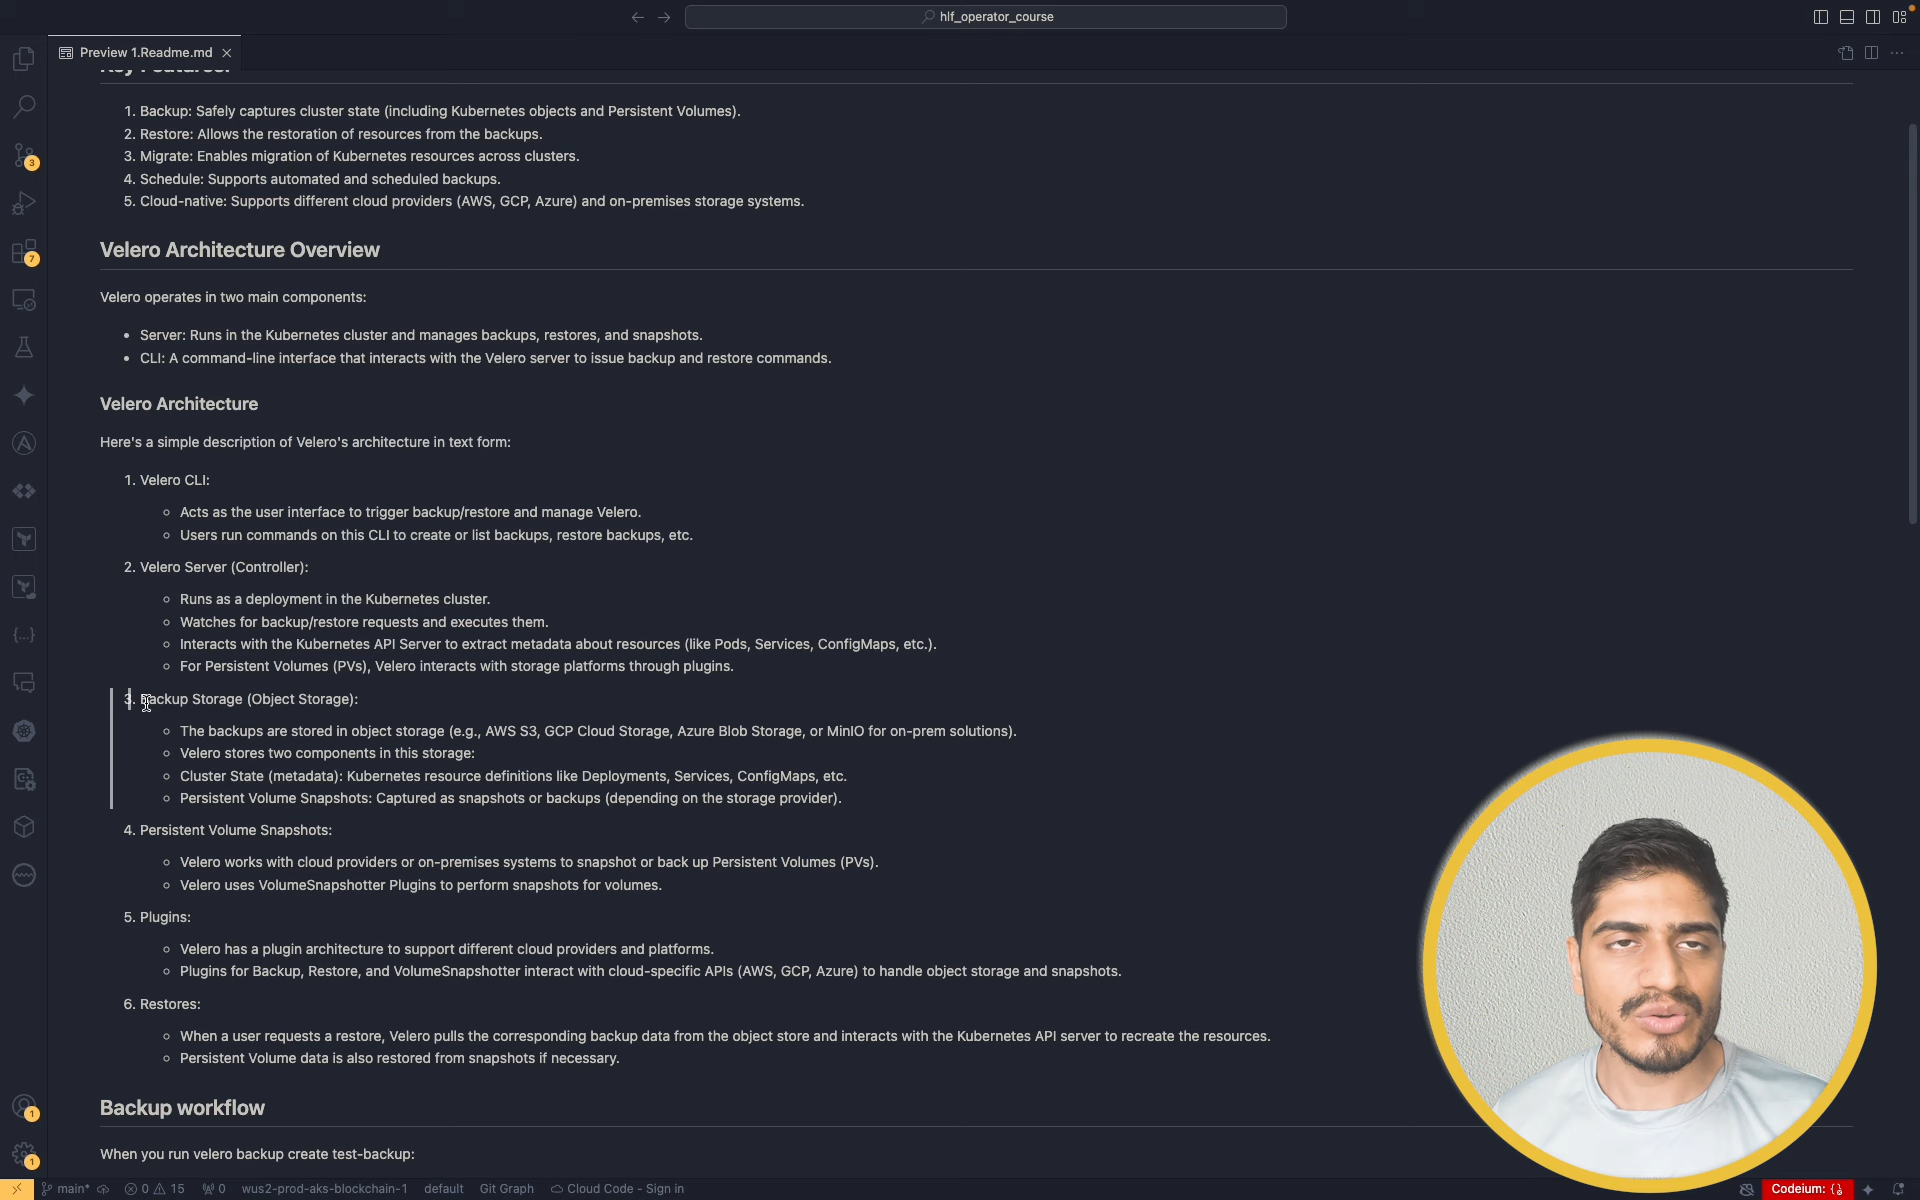 hlf_operator_course
Preview 1.Readme.md
Key Features:
1. Backup: Safely captures cluster state (including Kubernetes objects and Persistent Volumes).
2. Restore: Allows the restoration of resources from the backups.
3. Migrate: Enables migration of Kubernetes resources across clusters.
4. Schedule: Supports automated and scheduled backups.
5. Cloud-native: Supports different cloud providers (AWS, GCP, Azure) and on-premises storage systems.
Velero Architecture Overview
Velero operates in two main components:
• Server: Runs in the Kubernetes cluster and manages backups, restores, and snapshots.
• CLI: A command-line interface that interacts with the Velero server to issue backup and restore commands.
Velero Architecture
Here's a simple description of Velero's architecture in text form:
1. Velero CLI:
◦ Acts as the user interface to trigger backup/restore and manage Velero.
◦ Users run commands on this CLI to create or list backups, restore backups, etc.
2. Velero Server (Controller):
◦ Runs as a deployment in the Kubernetes cluster.
◦ Watches for backup/restore requests and executes them.
◦ Interacts with the Kubernetes API Server to extract metadata about resources (like Pods, Services, ConfigMaps, etc.).
◦ For Persistent Volumes (PVs), Velero interacts with storage platforms through plugins.
3. Backup Storage (Object Storage):
◦ The backups are stored in object storage (e.g., AWS S3, GCP Cloud Storage, Azure Blob Storage, or MinIO for on-prem solutions).
◦ Velero stores two components in this storage:
◦ Cluster State (metadata): Kubernetes resource definitions like Deployments, Services, ConfigMaps, etc.
◦ Persistent Volume Snapshots: Captured as snapshots or backups (depending on the storage provider).
4. Persistent Volume Snapshots:
◦ Velero works with cloud providers or on-premises systems to snapshot or back up Persistent Volumes (PVs).
◦ Velero uses VolumeSnapshotter Plugins to perform snapshots for volumes.
5. Plugins:
◦ Velero has a plugin architecture to support different cloud providers and platforms.
◦ Plugins for Backup, Restore, and VolumeSnapshotter interact with cloud-specific APIs (AWS, GCP, Azure) to handle object storage and snapshots.
6. Restores:
◦ When a user requests a restore, Velero pulls the corresponding backup data from the object store and interacts with the Kubernetes API server to recreate the resources.
◦ Persistent Volume data is also restored from snapshots if necessary.
Backup workflow
When you run velero backup create test-backup:
3
7
1
1
main* 0 15 0 wus2-prod-aks-blockchain-1 default Git Graph Cloud Code - Sign in Codeium: {}